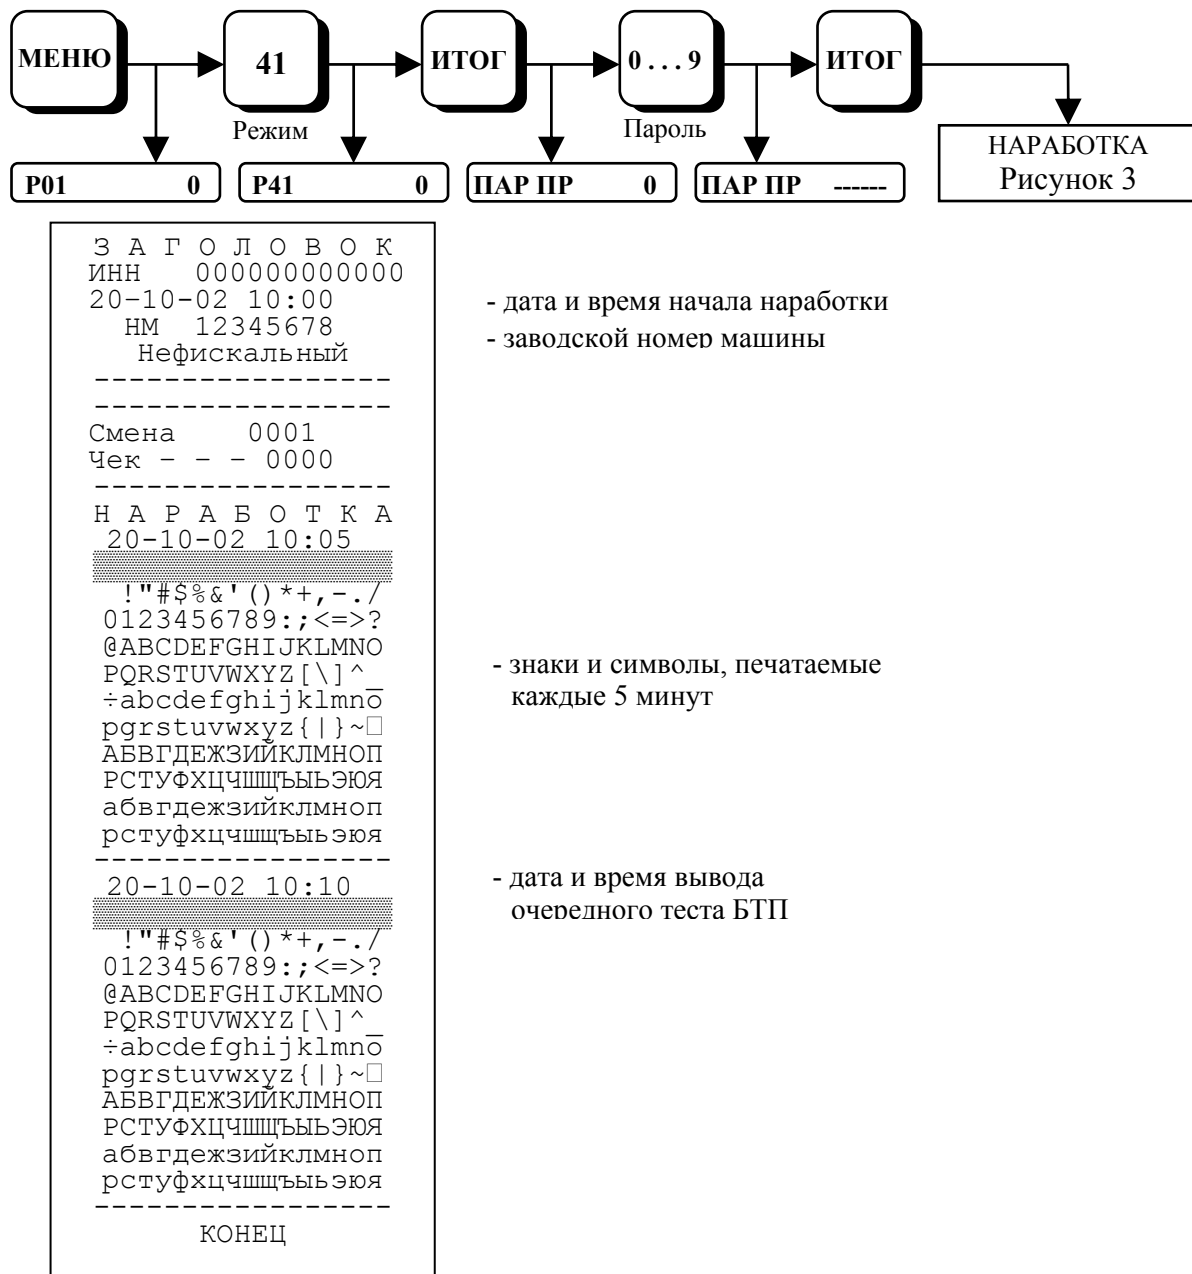 МЕНЮ 41 ИТОГ 0 . . . 9 ИТОГ
Режим Пароль
Р01 0 Р41 0 ПАР ПР 0 ПАР ПР ------
НАРАБОТКА
Рисунок 3
З А Г О Л О В О К
ИНН 000000000000
20-10-02 10:00 - дата и время начала наработки
НМ 12345678 - заводской номер машины
Нефискальный
-----------------
-----------------
Смена 0001
Чек - - - 0000
-----------------
Н А Р А Б О Т К А
20-10-02 10:05
!"#$%&'()*+,-./
0123456789:;<=>?
@ABCDEFGHIJKLMNO
PQRSTUVWXYZ[\]^_
÷abcdefghijklmno
pgrstuvwxyz{|}~□
АБВГДЕЖЗИЙКЛМНОП
РСТУФХЦЧШЩЪЫЬЭЮЯ
абвгдежзийклмноп
рстуфхцчшщъыьэюя
- знаки и символы, печатаемые
каждые 5 минут
-----------------
20-10-02 10:10
- дата и время вывода
очередного теста БТП
!"#$%&'()*+,-./
0123456789:;<=>?
@ABCDEFGHIJKLMNO
PQRSTUVWXYZ[\]^_
÷abcdefghijklmno
pgrstuvwxyz{|}~□
АБВГДЕЖЗИЙКЛМНОП
РСТУФХЦЧШЩЪЫЬЭЮЯ
абвгдежзийклмноп
рстуфхцчшщъыьэюя
-----------------
КОНЕЦ